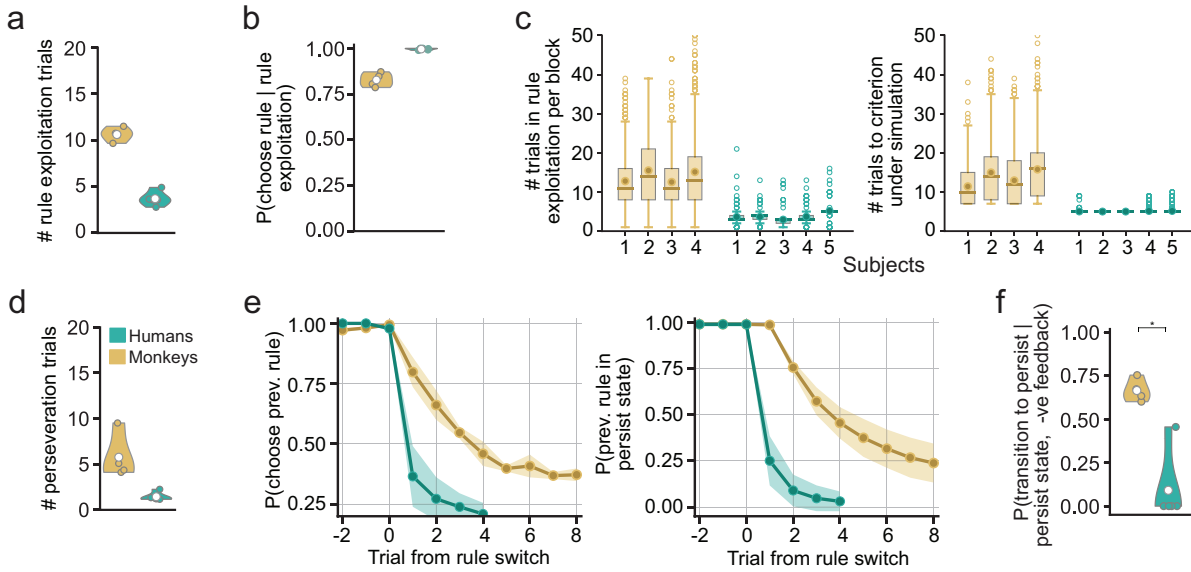 a
# rule exploitation trials
20
15
10
5
0
b
P(choose rule | rule
exploitation)
1.00
0.75
0.50
0.25
0.00
c
# trials in rule
exploitation per block
50
40
30
20
10
0
1 2 3 4 1 2 3 4 5
# trials to criterion
under simulation
50
40
30
20
10
0
1 2 3 4 1 2 3 4 5
Subjects
d
# perseveration trials
20
15
10
5
0
Humans
Monkeys
e
P(choose prev. rule)
1.00
0.75
0.50
0.25
-2 0 2 4 6 8
Trial from rule switch
P(prev. rule in
persist state)
1.00
0.75
0.50
0.25
0.00
-2 0 2 4 6 8
Trial from rule switch
f
P(transition to persist |
persist state, -ve feedback)
1.00
0.75
0.50
0.25
0.00
*